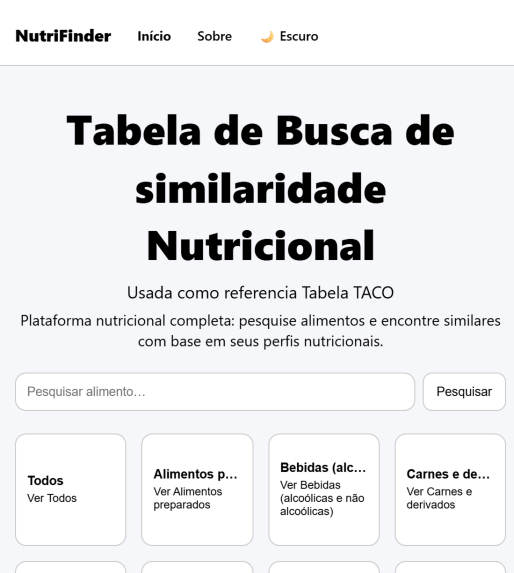 NutriFinder Início Sobre 🌙 Escuro
Tabela de Busca de
similaridade
Nutricional
Usada como referencia Tabela TACO
Plataforma nutricional completa: pesquise alimentos e encontre similares
com base em seus perfis nutricionais.
Pesquisar alimento... Pesquisar
Todos
Ver Todos
Alimentos p...
Ver Alimentos
preparados
Bebidas (alc...
Ver Bebidas
(alcoólicas e não
alcoólicas)
Carnes e de...
Ver Carnes e
derivados